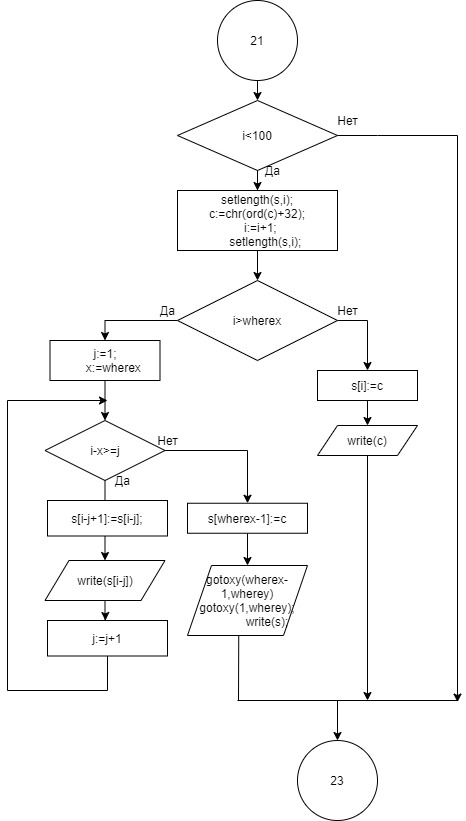 21
i<100
Нет
Да
setlength(s,i);
c:=chr(ord(c)+32);
i:=i+1;
setlength(s,i);
Да
i>wherex
Нет
j:=1;
x:=wherex
s[i]:=c
write(c)
i-x>=j
Нет
Да
s[i-j+1]:=s[i-j];
s[wherex-1]:=c
write(s[i-j])
gotoxy(wherex-
1,wherey)
gotoxy(1,wherey);
write(s);
j:=j+1
23